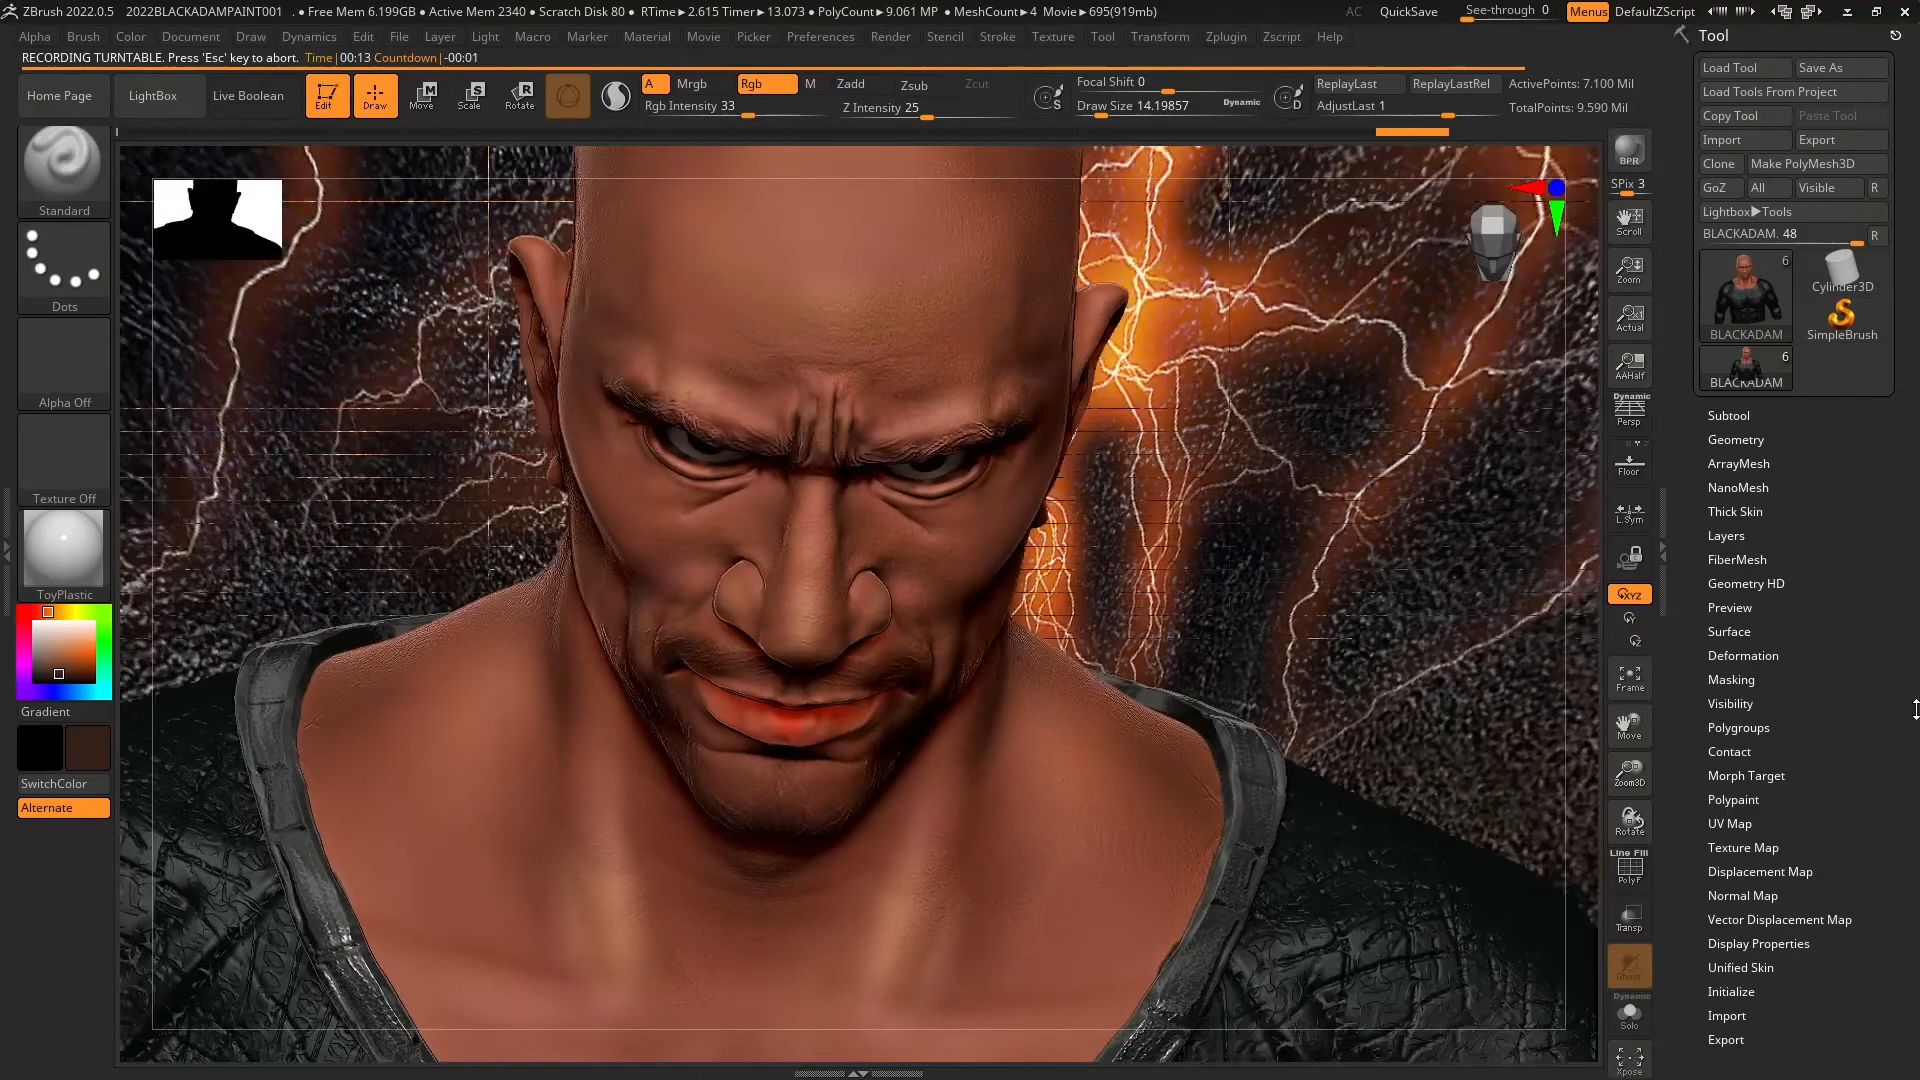 ZBrush 2022.0.5 2022BLACKADAMPAINT001 . • Free Mem 6.199GB • Active Mem 2340 • Scratch Disk 80 • RTime►2.615 Timer►13.073 • PolyCount►9.061 MP • MeshCount►4 Movie►695(919mb) AC QuickSave See-through 0 Menus DefaultZScript
Alpha Brush Color Document Draw Dynamics Edit File Layer Light Macro Marker Material Movie Picker Preferences Render Stencil Stroke Texture Tool Transform Zplugin Zscript Help
RECORDING TURNTABLE. Press 'Esc' key to abort. Time|00:13 Countdown|-00:01
Home Page LightBox Live Boolean Edit Draw Move Scale Rotate
A Mrgb Rgb M Zadd Zsub Zcut
Rgb Intensity 33 Z Intensity 25
Focal Shift 0
Draw Size 14.19857 Dynamic
S D
ReplayLast ReplayLastRel
AdjustLast 1
ActivePoints: 7.100 Mil
TotalPoints: 9.590 Mil
Standard
Dots
Alpha Off
Texture Off
ToyPlastic
Gradient
SwitchColor
Alternate
BPR
SPix 3
Scroll
Zoom
Actual
AAHalf
Dynamic
Persp
Floor
L.Sym
XYZ
Y
Z
Frame
Move
Zoom3D
Rotate
Line Fill
PolyF
Transp
Ghost
Dynamic
Solo
Xpose
Tool
Load Tool Save As
Load Tools From Project
Copy Tool Paste Tool
Import Export
Clone Make PolyMesh3D
GoZ All Visible R
Lightbox►Tools
BLACKADAM. 48 R
6
BLACKADAM
Cylinder3D
SimpleBrush
6
BLACKADAM
Subtool
Geometry
ArrayMesh
NanoMesh
Thick Skin
Layers
FiberMesh
Geometry HD
Preview
Surface
Deformation
Masking
Visibility
Polygroups
Contact
Morph Target
Polypaint
UV Map
Texture Map
Displacement Map
Normal Map
Vector Displacement Map
Display Properties
Unified Skin
Initialize
Import
Export